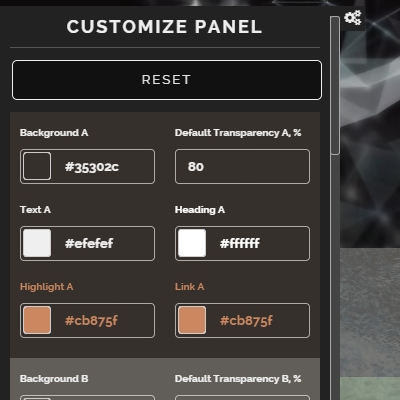 CUSTOMIZE PANEL
RESET
Background A Default Transparency A, %
#35302c 80
Text A Heading A
#efefef #ffffff
Highlight A Link A
#cb875f #cb875f
Background B Default Transparency B, %